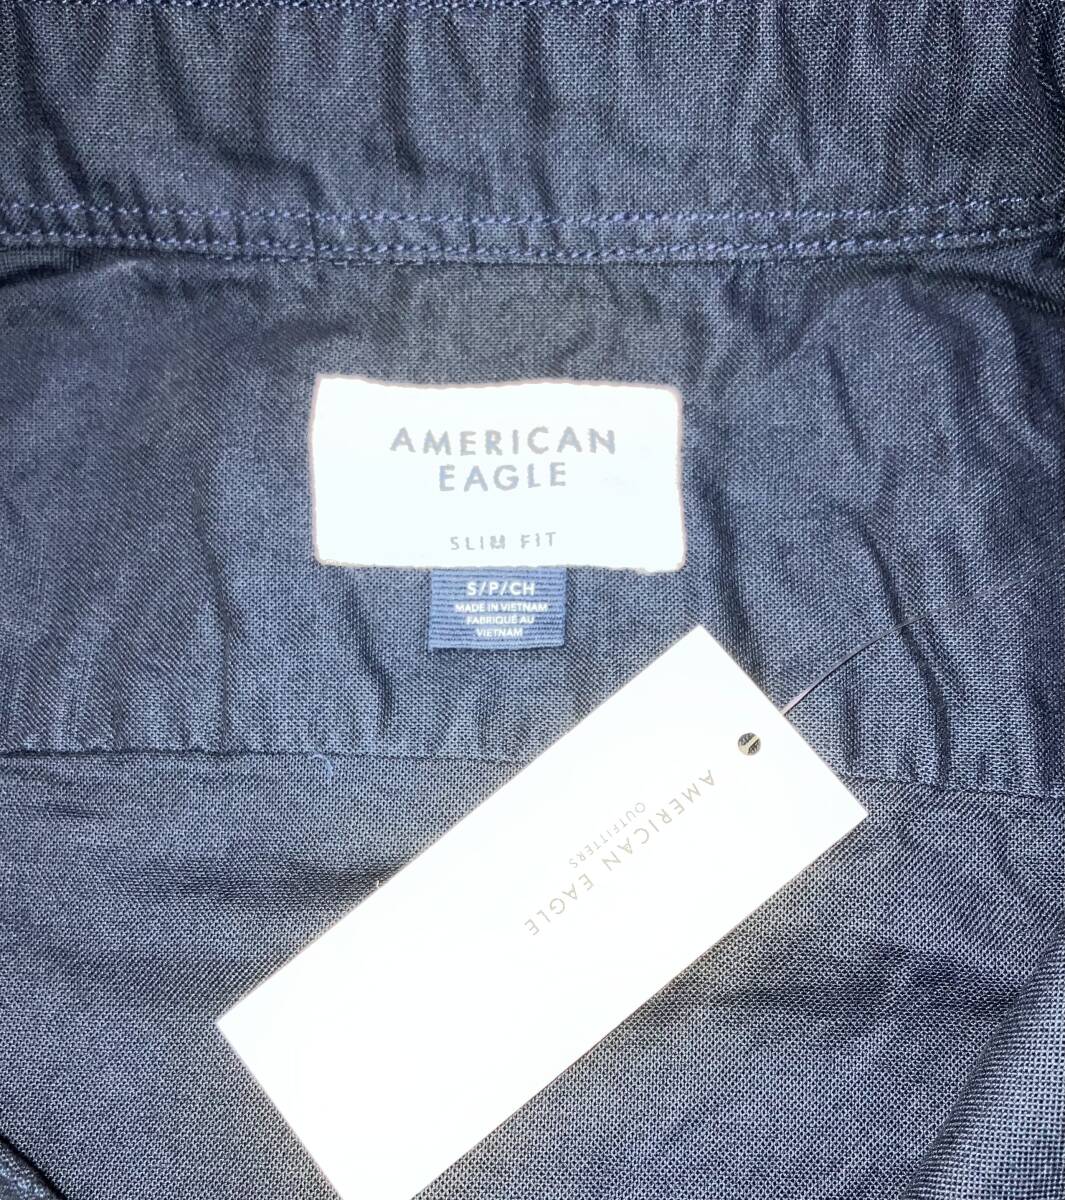 AMERICAN
EAGLE
SLIM FIT
S/P/CH
MADE IN VIETNAM
FABRIQUÉ AU
VIETNAM
AMERICAN EAGLE
OUTFITTERS